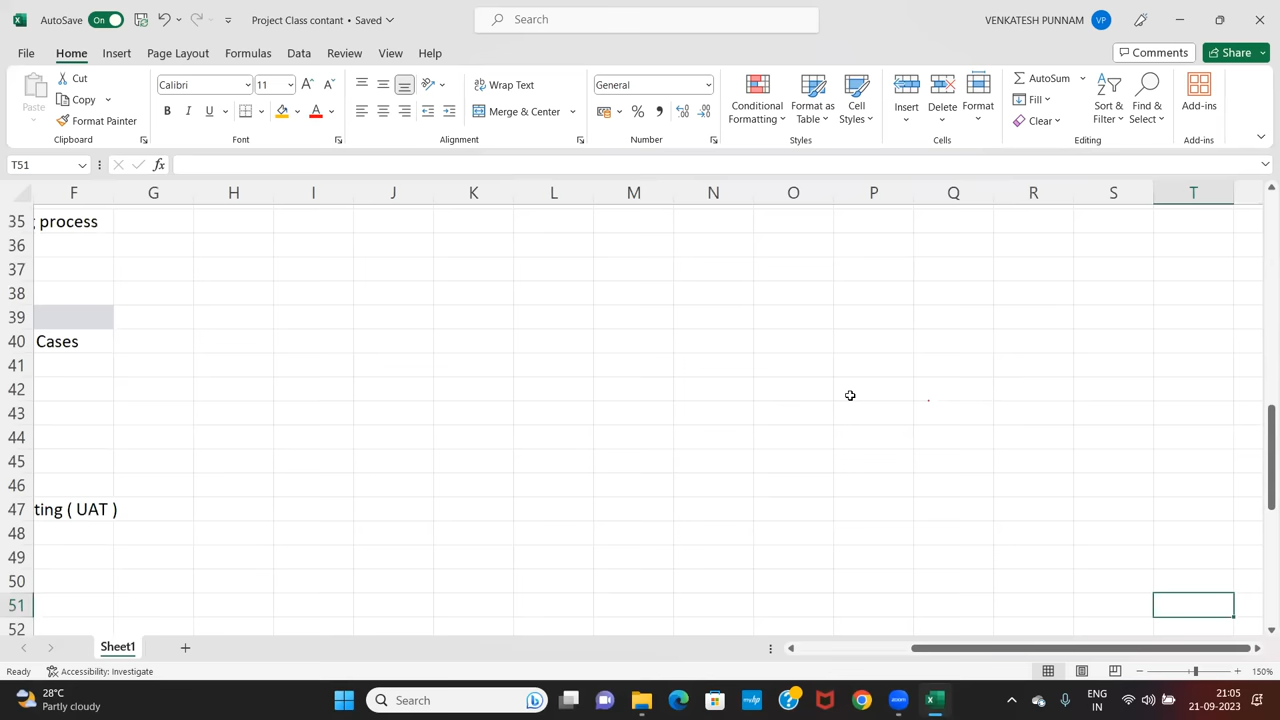 AutoSave On Project Class contant • Saved Search VENKATESH PUNNAM VP
File Home Insert Page Layout Formulas Data Review View Help Comments Share
Paste Cut Copy Format Painter Clipboard
Calibri 11 B I U Font
Wrap Text Merge & Center Alignment
General % Number
Conditional Formatting Format as Table Cell Styles Styles
Insert Delete Format Cells
AutoSum Fill Clear Sort & Filter Find & Select Editing
Add-ins Add-ins
T51 fx
F G H I J K L M N O P Q R S T
35 process
36
37
38
39
40 Cases
41
42
43
44
45
46
47 ting ( UAT )
48
49
50
51
52
Sheet1
Ready Accessibility: Investigate 150%
28°C
Partly cloudy
Search
ENG
IN
21:05
21-09-2023